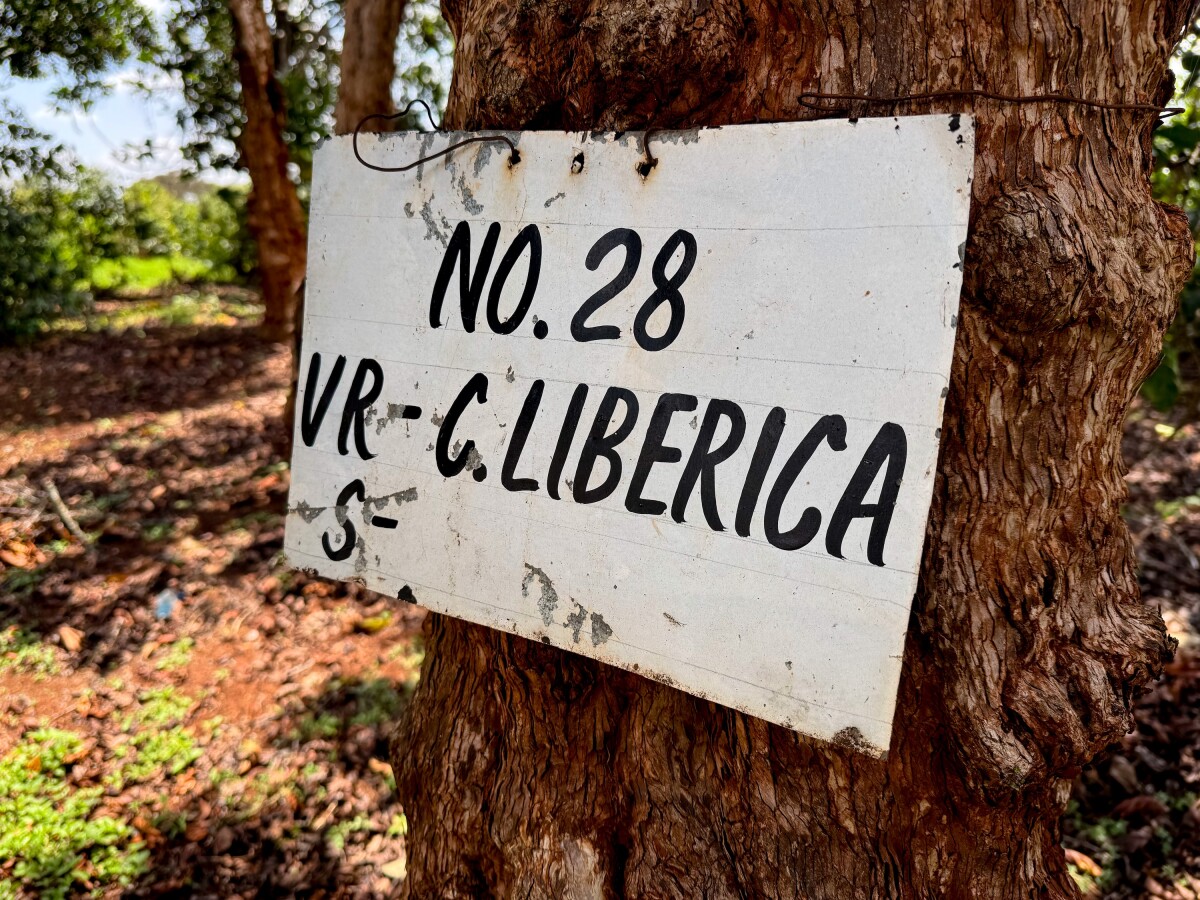 NO. 28
VR - C. LIBERICA
S -